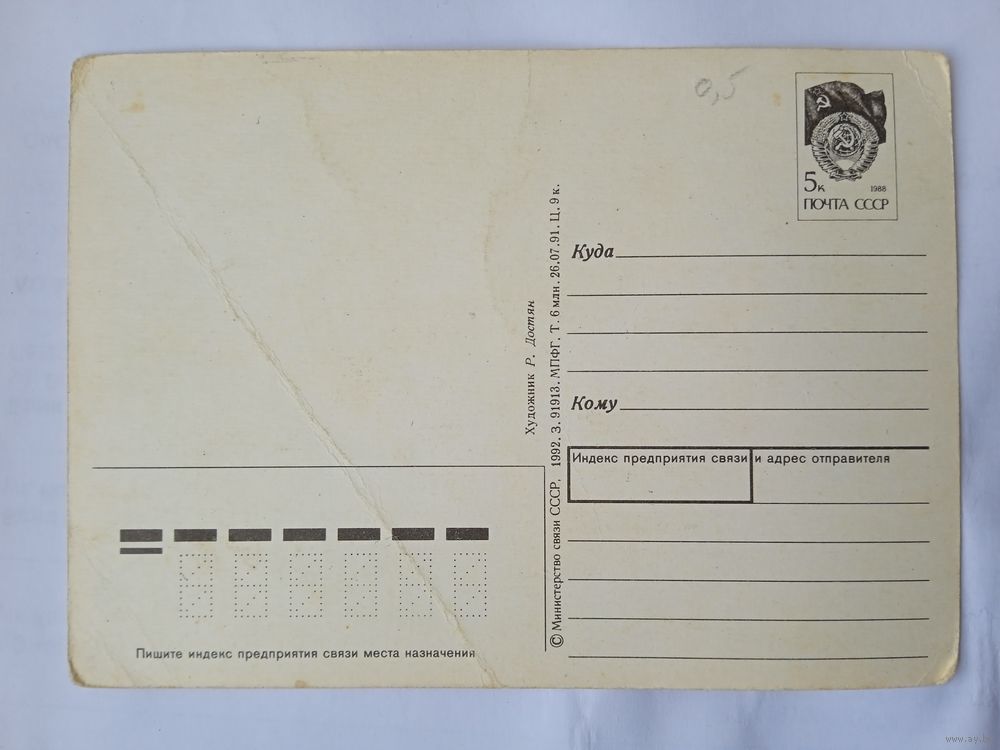 0,5
5к 1988
ПОЧТА СССР
Куда
Кому
Индекс предприятия связи и адрес отправителя
Художник Р. Достян
© Министерство связи СССР, 1992. З. 91913. МПФГ. Т. 6 млн. 26.07.91. Ц. 9 к.
Пишите индекс предприятия связи места назначения